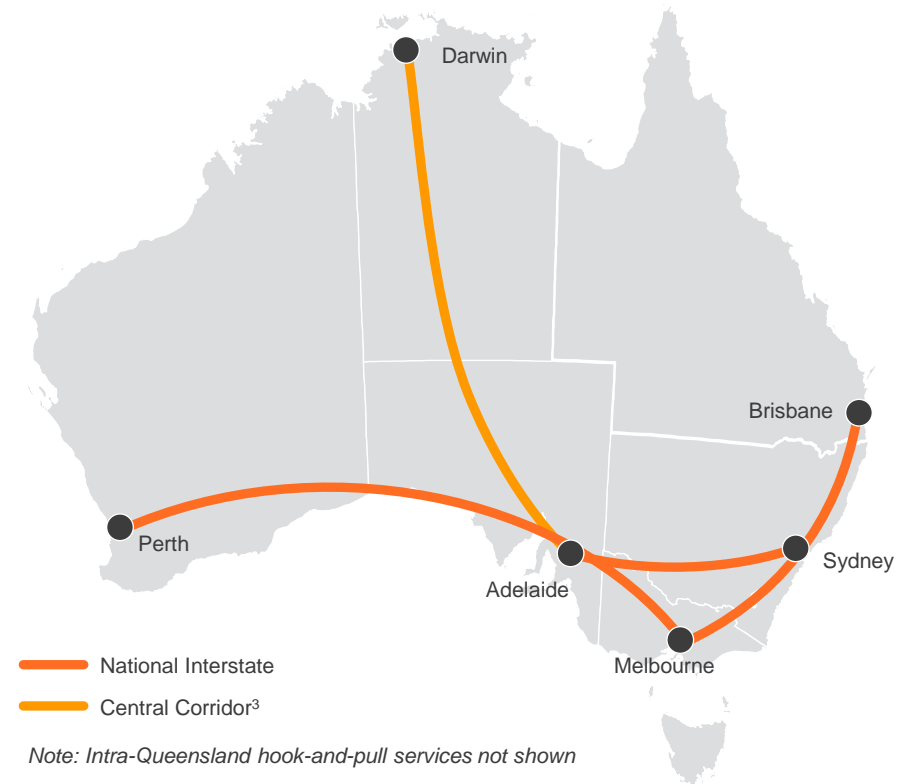 Darwin
Brisbane
Perth
Sydney
Adelaide
Melbourne
National Interstate
Central Corridor³
Note: Intra-Queensland hook-and-pull services not shown